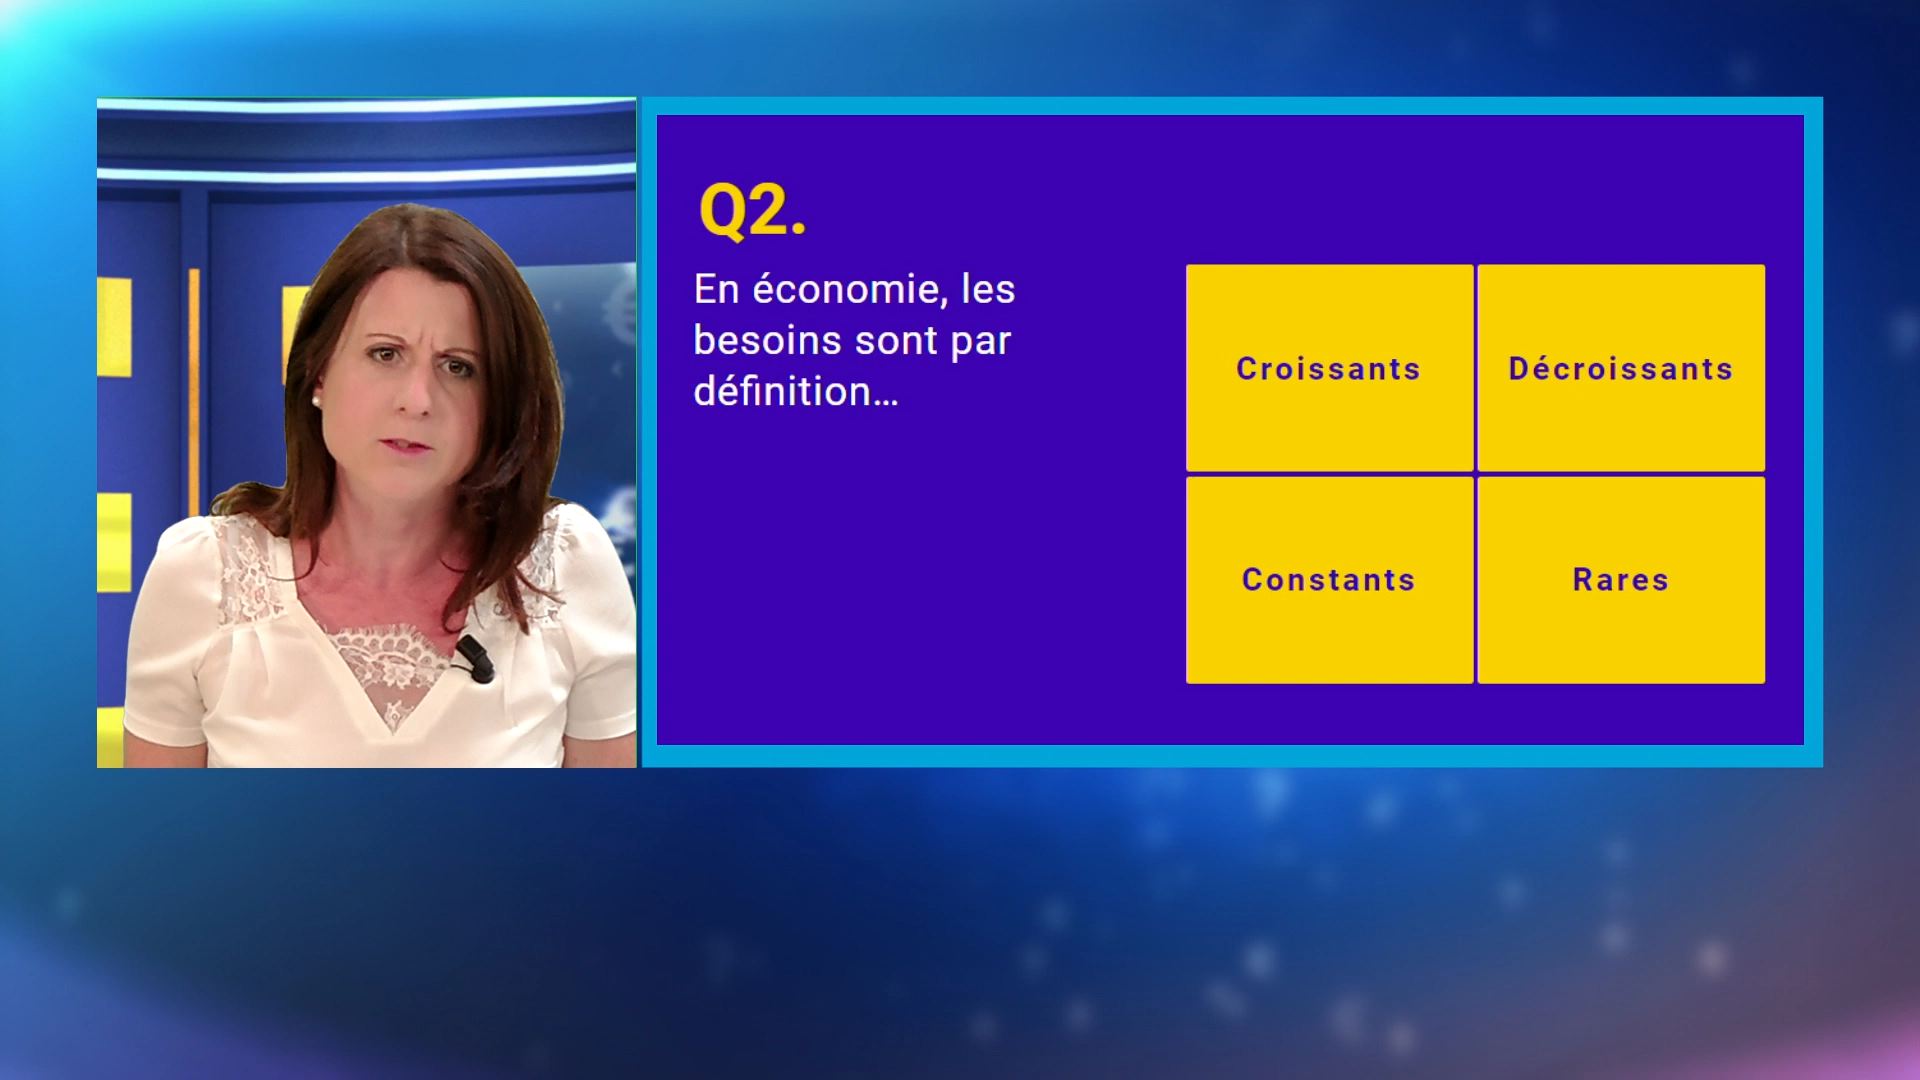 Q2.
En économie, les
besoins sont par
définition…
Croissants
Décroissants
Constants
Rares